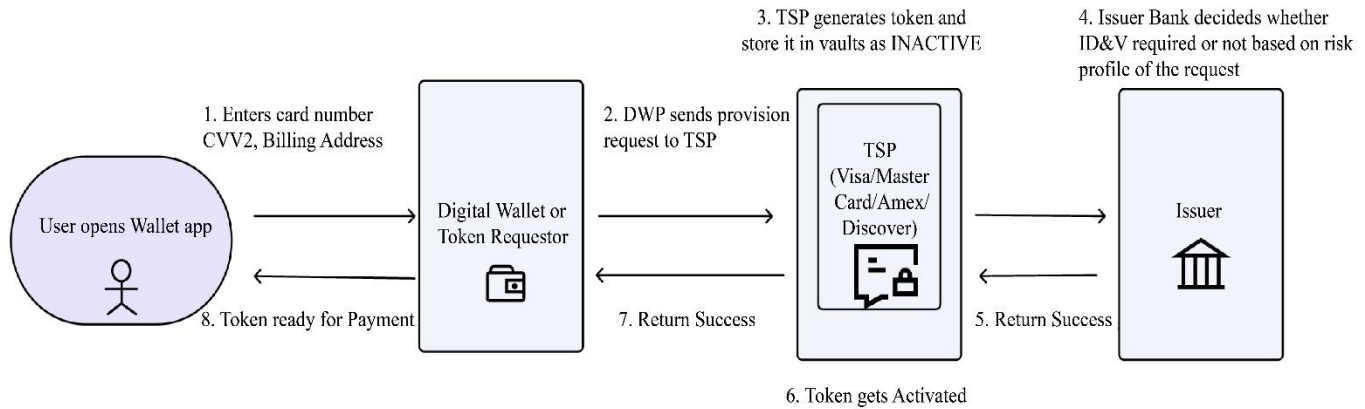 3. TSP generates token and
store it in vaults as INACTIVE
4. Issuer Bank decideds whether
ID&V required or not based on risk
profile of the request
1. Enters card number
CVV2, Billing Address
2. DWP sends provision
request to TSP
TSP
(Visa/Master
Card/Amex/
Discover)
User opens Wallet app
Digital Wallet or
Token Requestor
Issuer
8. Token ready for Payment
7. Return Success
5. Return Success
6. Token gets Activated